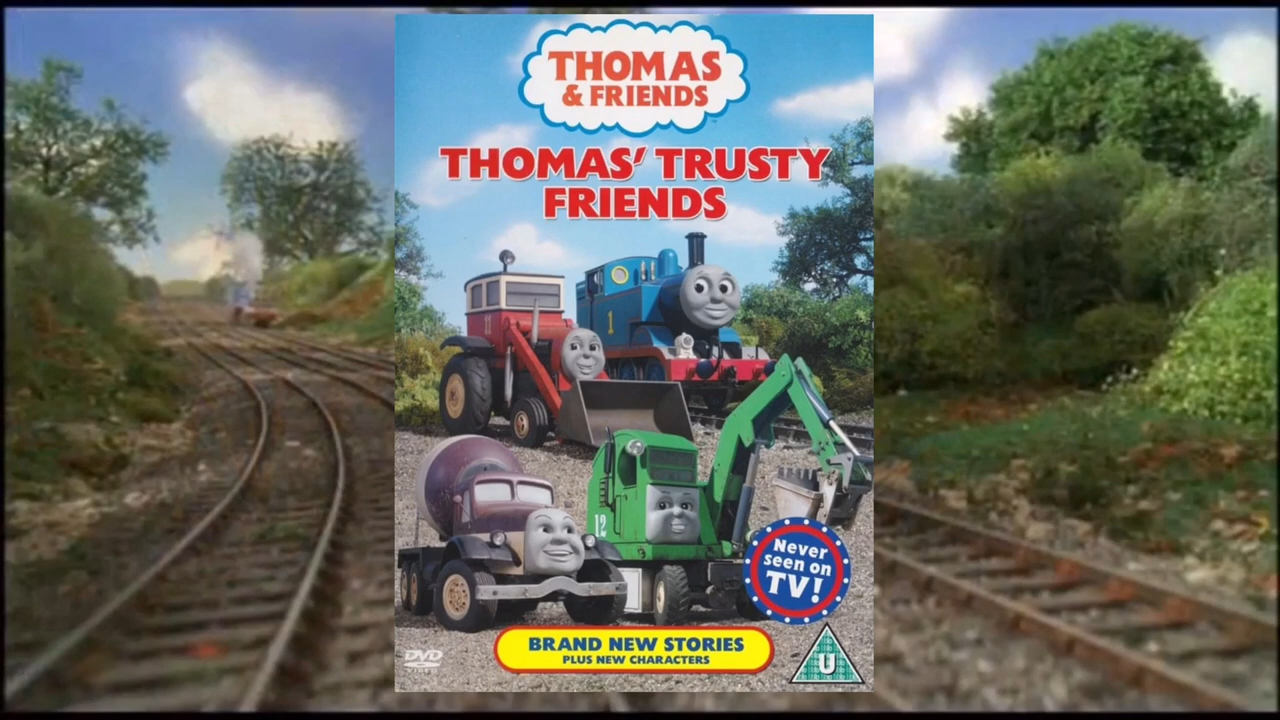 THOMAS
& FRIENDS
THOMAS' TRUSTY
FRIENDS
1
11
12
Never
seen on
TV!
BRAND NEW STORIES
PLUS NEW CHARACTERS
DVD
U